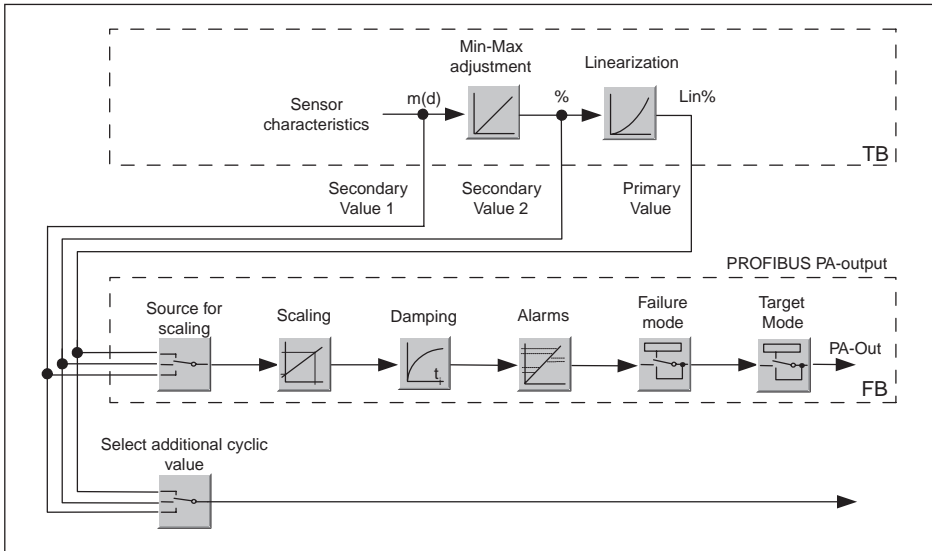 Min-Max
adjustment
Linearization
Sensor
characteristics
m(d)
%
Lin%
TB
Secondary
Value 1
Secondary
Value 2
Primary
Value
PROFIBUS PA-output
Source for
scaling
Scaling
Damping
Alarms
Failure
mode
Target
Mode
t
PA-Out
FB
Select additional cyclic
value